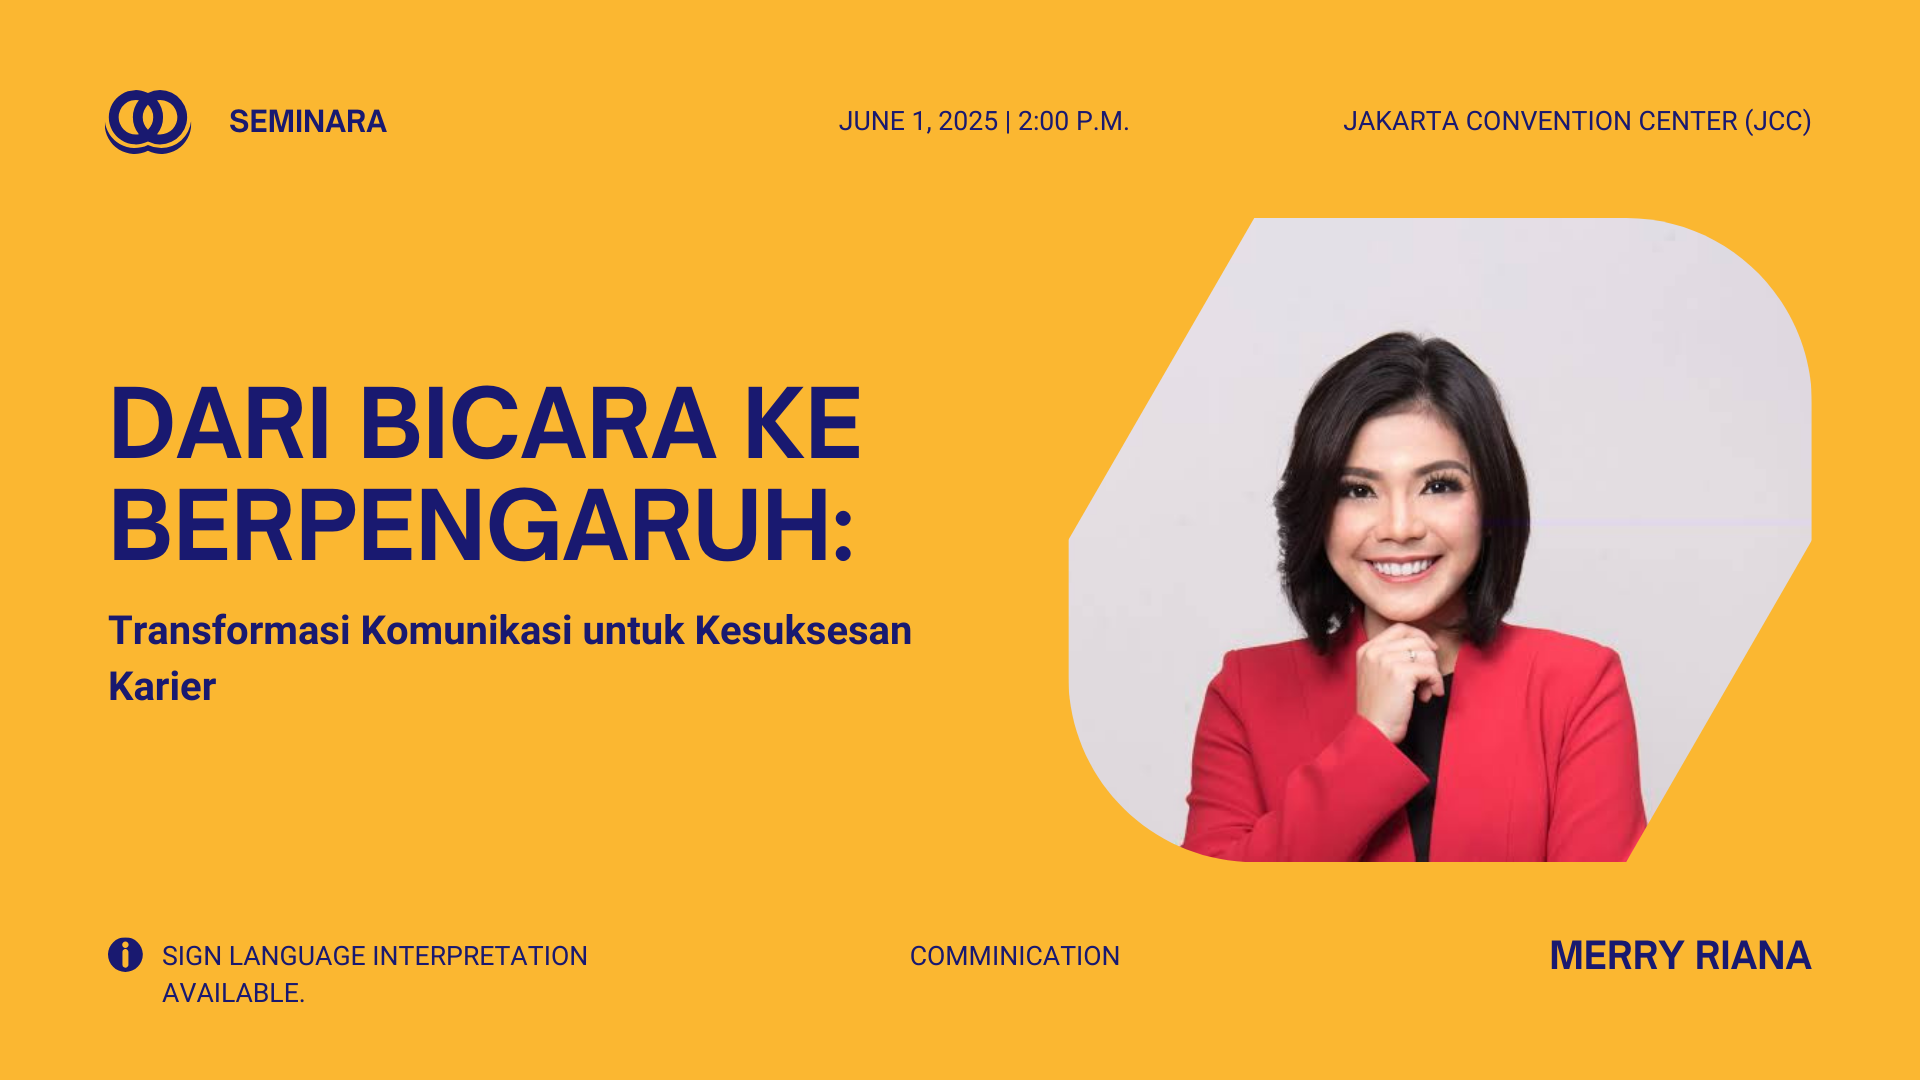 SEMINARA
JUNE 1, 2025 | 2:00 P.M.
JAKARTA CONVENTION CENTER (JCC)
DARI BICARA KE
BERPENGARUH:
Transformasi Komunikasi untuk Kesuksesan
Karier
SIGN LANGUAGE INTERPRETATION
AVAILABLE.
COMMINICATION
MERRY RIANA